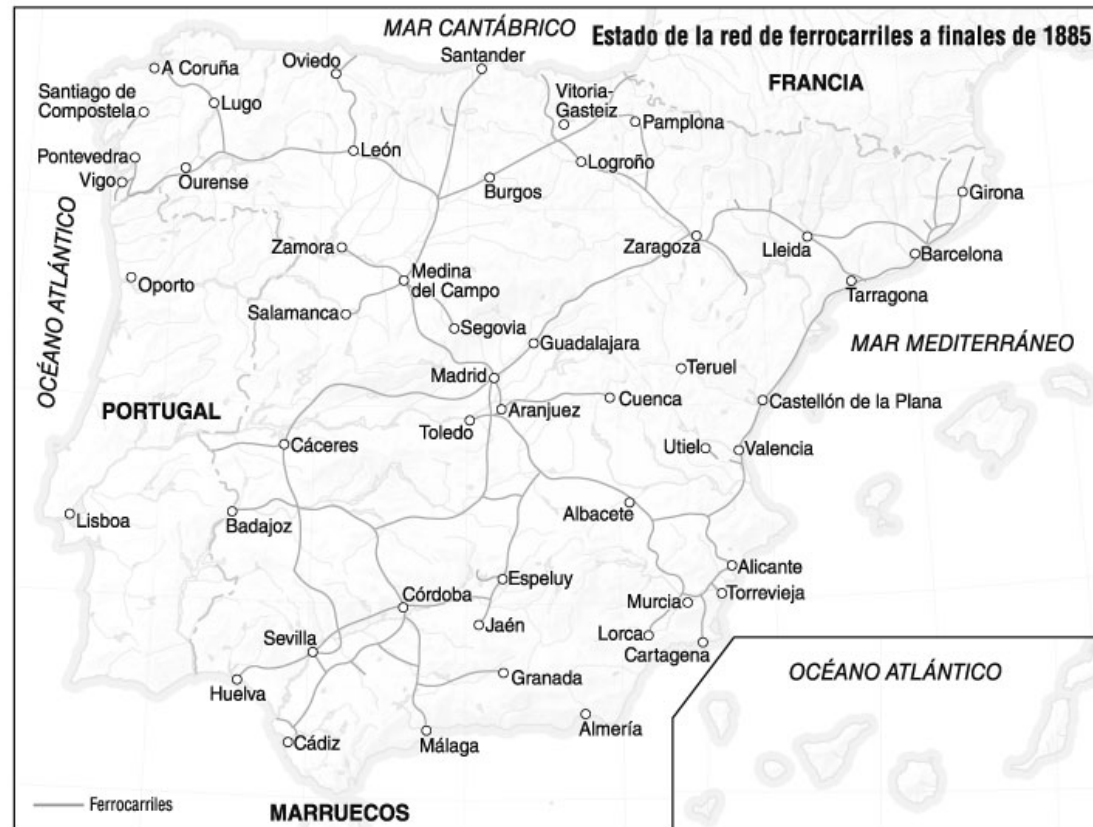 MAR CANTÁBRICO
Estado de la red de ferrocarriles a finales de 1885
Oviedo
Santander
A Coruña
FRANCIA
Santiago de
Compostela
Lugo
Vitoria-
Gasteiz
Pamplona
Pontevedra
León
Logroño
Vigo
Ourense
Burgos
Girona
OCÉANO ATLÁNTICO
Zamora
Zaragoza
Lleida
Barcelona
Oporto
Medina
del Campo
Tarragona
Salamanca
Segovia
Guadalajara
MAR MEDITERRÁNEO
Teruel
Madrid
PORTUGAL
Aranjuez
Cuenca
Castellón de la Plana
Toledo
Cáceres
Utiel
Valencia
Lisboa
Badajoz
Albacete
Alicante
Espeluy
Córdoba
Murcia
Torrevieja
Jaén
Lorca
Sevilla
Cartagena
OCÉANO ATLÁNTICO
Huelva
Granada
Almería
Cádiz
Málaga
Ferrocarriles
MARRUECOS